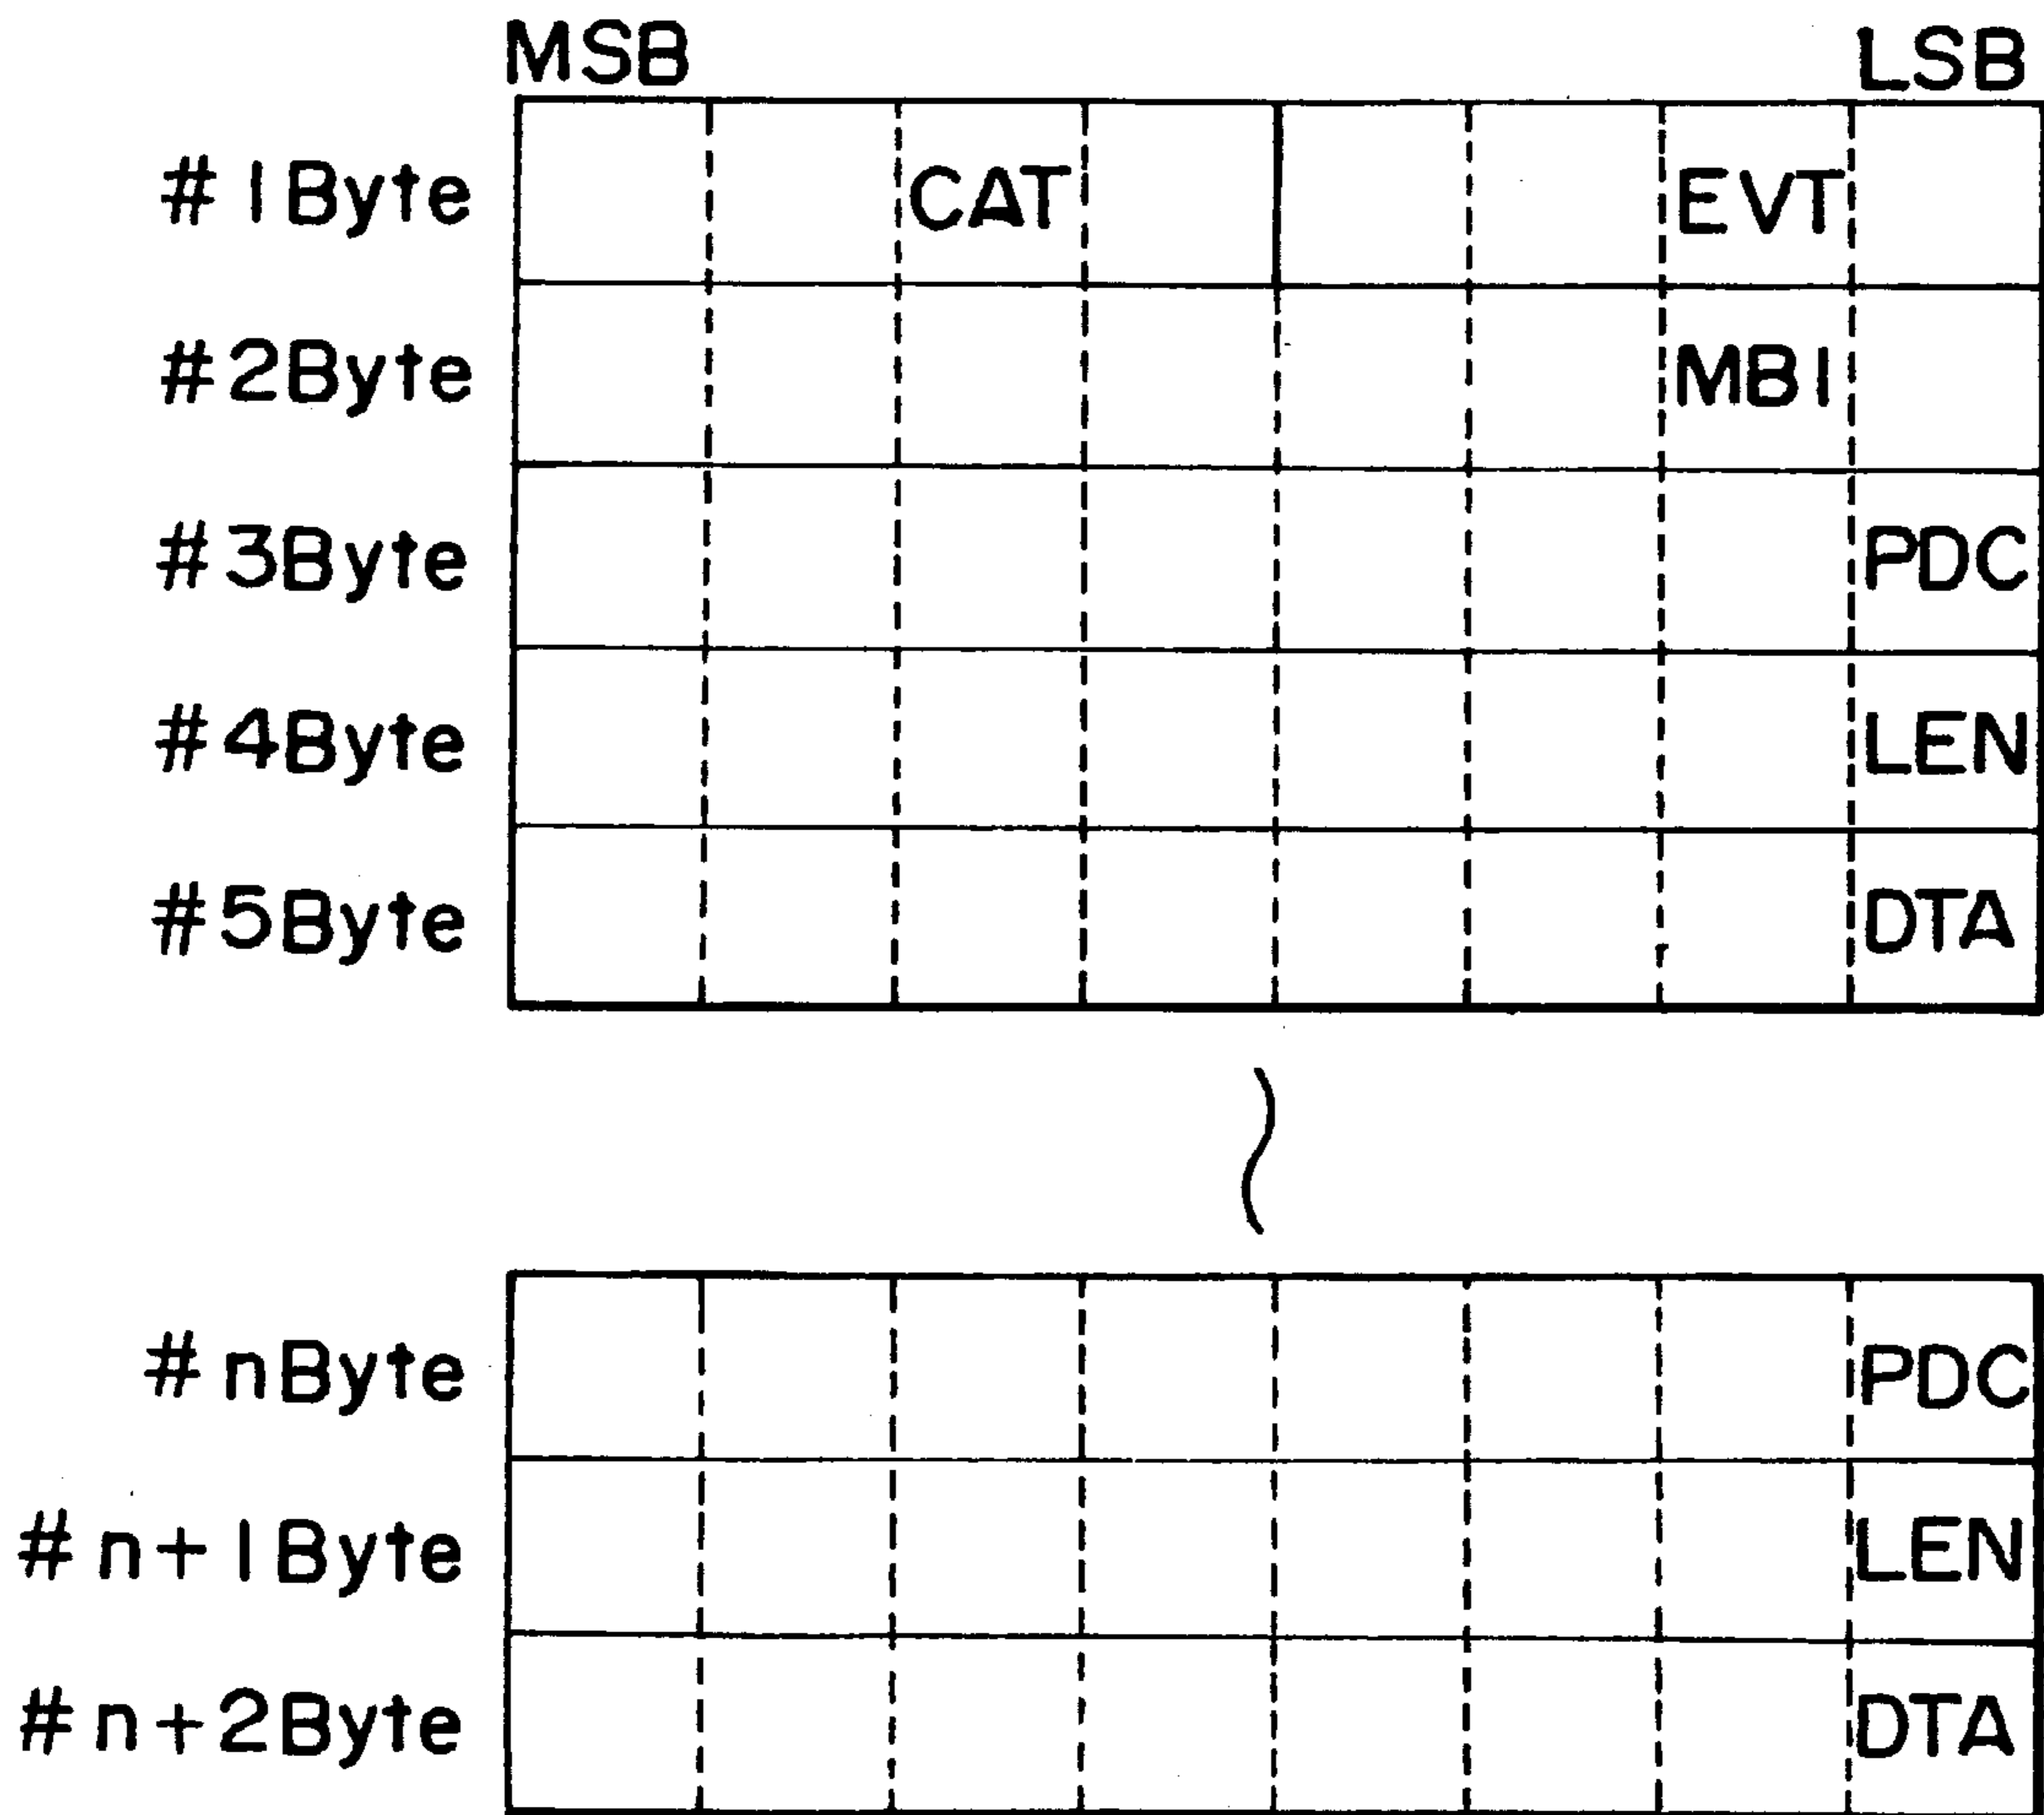 MSB LSB
#1Byte CAT EVT
#2Byte MBI
#3Byte PDC
#4Byte LEN
#5Byte DTA
#nByte PDC
#n+1Byte LEN
#n+2Byte DTA